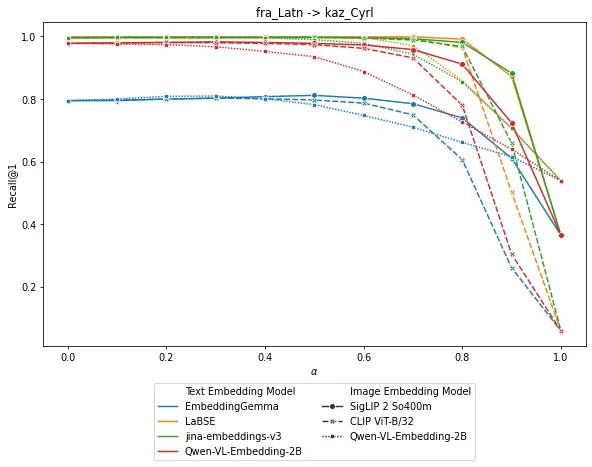 fra_Latn -> kaz_Cyrl
Recall@1
1.0
0.8
0.6
0.4
0.2
0.0 0.2 0.4 0.6 0.8 1.0
α
Text Embedding Model Image Embedding Model
EmbeddingGemma SigLIP 2 So400m
LaBSE CLIP ViT-B/32
jina-embeddings-v3 Qwen-VL-Embedding-2B
Qwen-VL-Embedding-2B